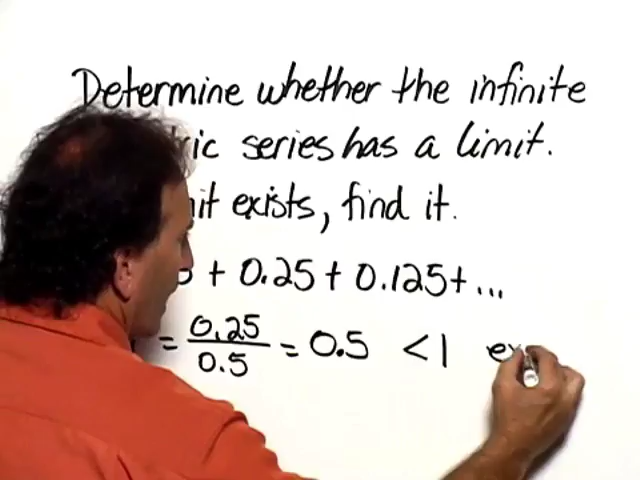 Determine whether the infinite
ric series has a limit.
it exists, find it.
+ 0.25 + 0.125 + ...
= 0.25 / 0.5 = 0.5 < 1 ex